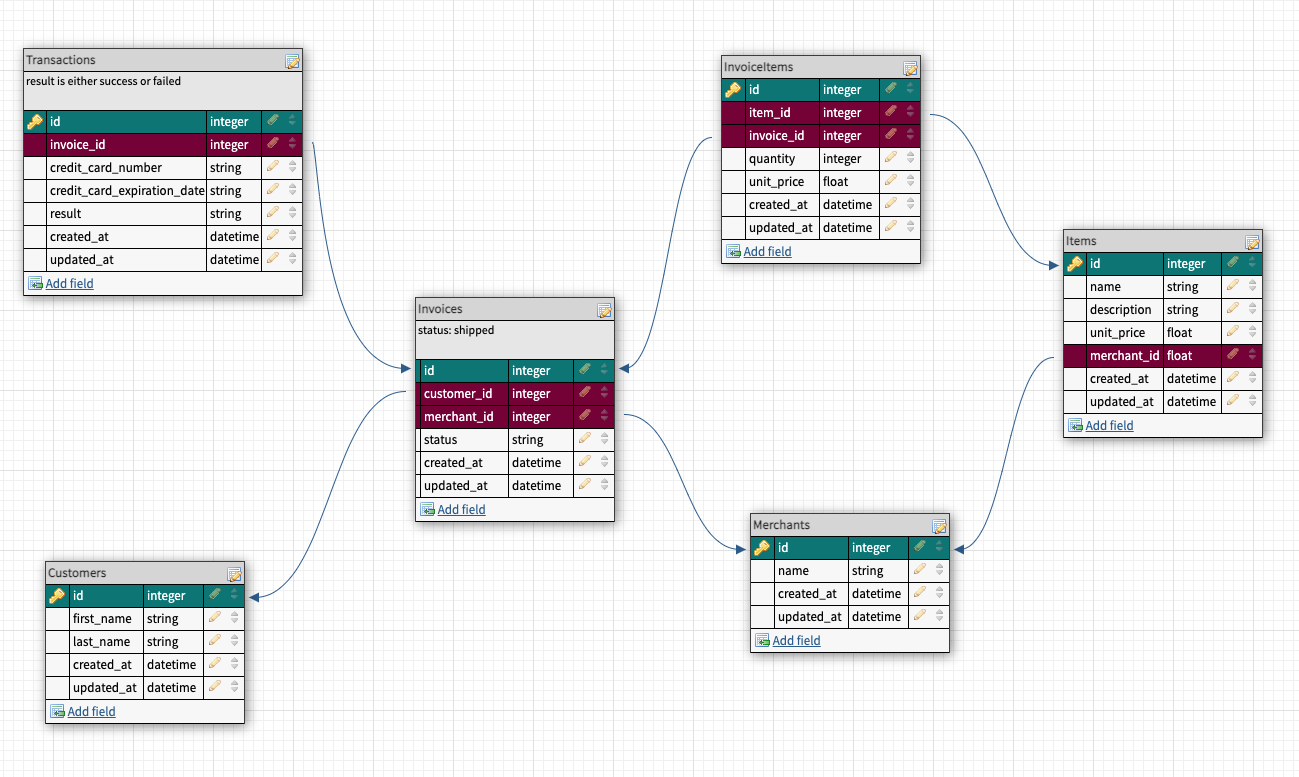 Transactions
result is either success or failed
id integer
invoice_id integer
credit_card_number string
credit_card_expiration_date string
result string
created_at datetime
updated_at datetime
Add field
InvoiceItems
id integer
item_id integer
invoice_id integer
quantity integer
unit_price float
created_at datetime
updated_at datetime
Add field
Items
id integer
name string
description string
unit_price float
merchant_id float
created_at datetime
updated_at datetime
Add field
Invoices
status: shipped
id integer
customer_id integer
merchant_id integer
status string
created_at datetime
updated_at datetime
Add field
Merchants
id integer
name string
created_at datetime
updated_at datetime
Add field
Customers
id integer
first_name string
last_name string
created_at datetime
updated_at datetime
Add field